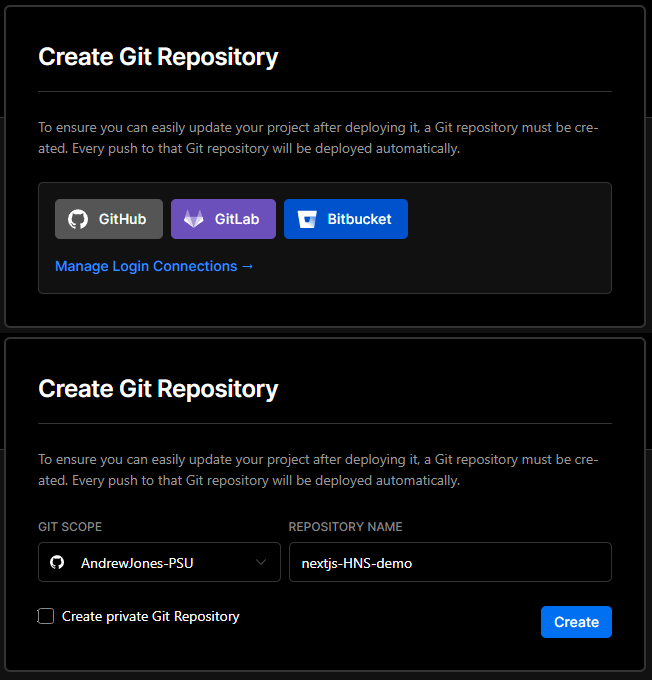 Create Git Repository
To ensure you can easily update your project after deploying it, a Git repository must be cre-
ated. Every push to that Git repository will be deployed automatically.
GitHub GitLab Bitbucket
Manage Login Connections →
Create Git Repository
To ensure you can easily update your project after deploying it, a Git repository must be cre-
ated. Every push to that Git repository will be deployed automatically.
GIT SCOPE REPOSITORY NAME
AndrewJones-PSU nextjs-HNS-demo
Create private Git Repository Create